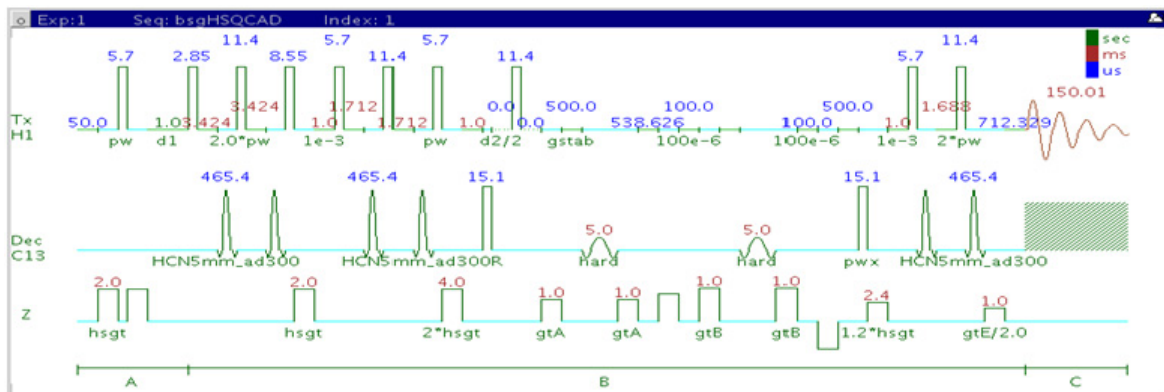 Exp:1 Seq: bsgHSQCAD Index: 1
11.4 5.7 5.7 11.4
5.7 2.85 8.55 11.4 11.4 5.7
sec
ms
us
Tx
H1
50.0 1.0 3.424 3.424 1.0 1.712 1.712 1.0 0.0 0.0 500.0 538.626 100.0 100.0 500.0 1.0 1.688 712.329 150.01
pw d1 2.0*pw 1e-3 pw d2/2 gstab 100e-6 100e-6 1e-3 2*pw
465.4 465.4 15.1 15.1 465.4
Dec
C13
5.0 5.0
HCN5mm_ad300 HCN5mm_ad300R hard hard pwx HCN5mm_ad300
2.0 2.0 4.0 1.0 1.0 1.0 1.0 2.4 1.0
Z
hsgt hsgt 2*hsgt gtA gtA gtB gtB 1.2*hsgt gtE/2.0
A B C